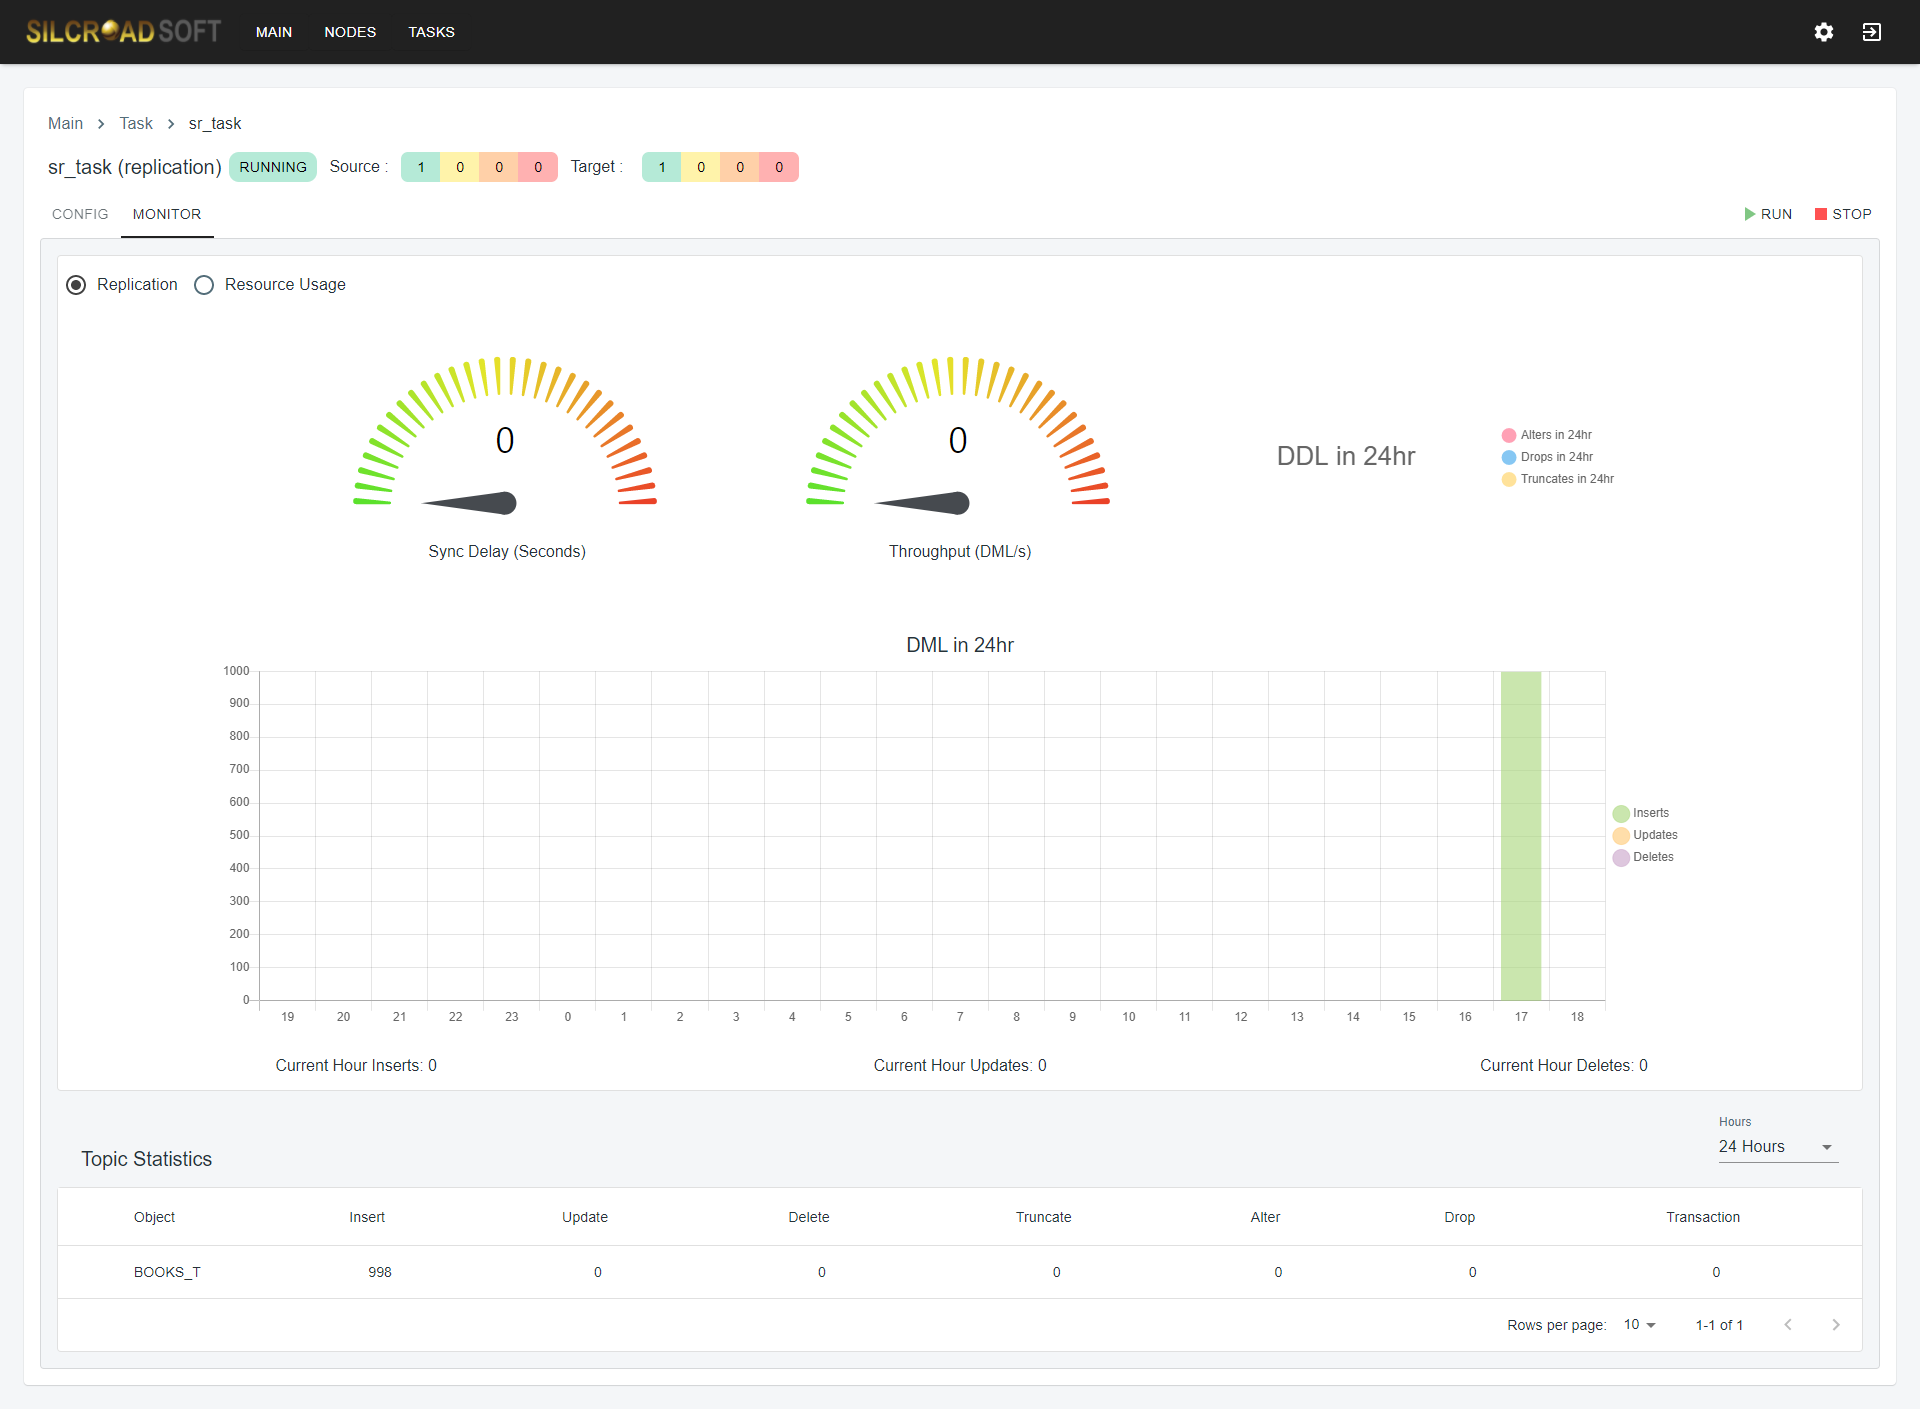 SILCROAD SOFT MAIN NODES TASKS
Main > Task > sr_task
sr_task (replication) RUNNING Source : 1 0 0 0 Target : 1 0 0 0
CONFIG MONITOR RUN STOP
Replication Resource Usage
0
Sync Delay (Seconds)
0
Throughput (DML/s)
DDL in 24hr
Alters in 24hr
Drops in 24hr
Truncates in 24hr
DML in 24hr
1000
900
800
700
600
500
400
300
200
100
0
19 20 21 22 23 0 1 2 3 4 5 6 7 8 9 10 11 12 13 14 15 16 17 18
Inserts
Updates
Deletes
Current Hour Inserts: 0 Current Hour Updates: 0 Current Hour Deletes: 0
Topic Statistics
Hours
24 Hours
Object Insert Update Delete Truncate Alter Drop Transaction
BOOKS_T 998 0 0 0 0 0 0
Rows per page: 10 1-1 of 1